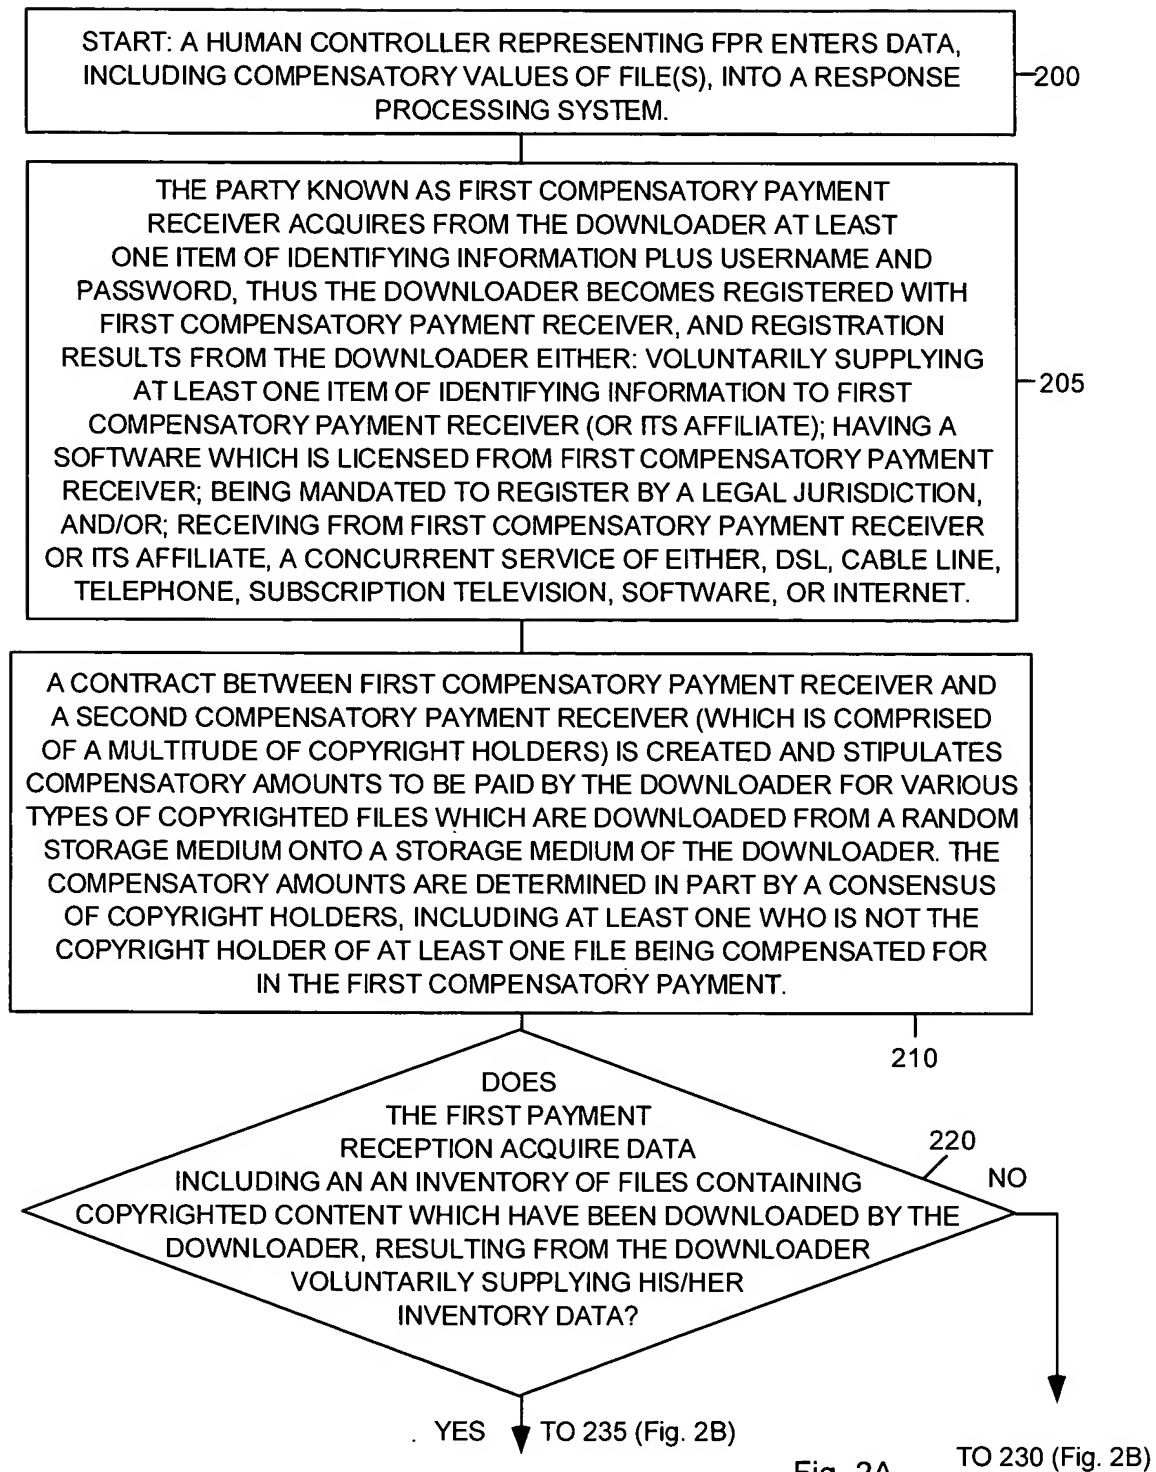 START: A HUMAN CONTROLLER REPRESENTING FPR ENTERS DATA,
INCLUDING COMPENSATORY VALUES OF FILE(S), INTO A RESPONSE
PROCESSING SYSTEM.
200
THE PARTY KNOWN AS FIRST COMPENSATORY PAYMENT
RECEIVER ACQUIRES FROM THE DOWNLOADER AT LEAST
ONE ITEM OF IDENTIFYING INFORMATION PLUS USERNAME AND
PASSWORD, THUS THE DOWNLOADER BECOMES REGISTERED WITH
FIRST COMPENSATORY PAYMENT RECEIVER, AND REGISTRATION
RESULTS FROM THE DOWNLOADER EITHER: VOLUNTARILY SUPPLYING
AT LEAST ONE ITEM OF IDENTIFYING INFORMATION TO FIRST
COMPENSATORY PAYMENT RECEIVER (OR ITS AFFILIATE); HAVING A
SOFTWARE WHICH IS LICENSED FROM FIRST COMPENSATORY PAYMENT
RECEIVER; BEING MANDATED TO REGISTER BY A LEGAL JURISDICTION,
AND/OR; RECEIVING FROM FIRST COMPENSATORY PAYMENT RECEIVER
OR ITS AFFILIATE, A CONCURRENT SERVICE OF EITHER, DSL, CABLE LINE,
TELEPHONE, SUBSCRIPTION TELEVISION, SOFTWARE, OR INTERNET.
205
A CONTRACT BETWEEN FIRST COMPENSATORY PAYMENT RECEIVER AND
A SECOND COMPENSATORY PAYMENT RECEIVER (WHICH IS COMPRISED
OF A MULTITUDE OF COPYRIGHT HOLDERS) IS CREATED AND STIPULATES
COMPENSATORY AMOUNTS TO BE PAID BY THE DOWNLOADER FOR VARIOUS
TYPES OF COPYRIGHTED FILES WHICH ARE DOWNLOADED FROM A RANDOM
STORAGE MEDIUM ONTO A STORAGE MEDIUM OF THE DOWNLOADER. THE
COMPENSATORY AMOUNTS ARE DETERMINED IN PART BY A CONSENSUS
OF COPYRIGHT HOLDERS, INCLUDING AT LEAST ONE WHO IS NOT THE
COPYRIGHT HOLDER OF AT LEAST ONE FILE BEING COMPENSATED FOR
IN THE FIRST COMPENSATORY PAYMENT.
210
DOES
THE FIRST PAYMENT
RECEPTION ACQUIRE DATA
INCLUDING AN AN INVENTORY OF FILES CONTAINING
COPYRIGHTED CONTENT WHICH HAVE BEEN DOWNLOADED BY THE
DOWNLOADER, RESULTING FROM THE DOWNLOADER
VOLUNTARILY SUPPLYING HIS/HER
INVENTORY DATA?
220
NO
YES
TO 235 (Fig. 2B)
Fig. 2A
TO 230 (Fig. 2B)